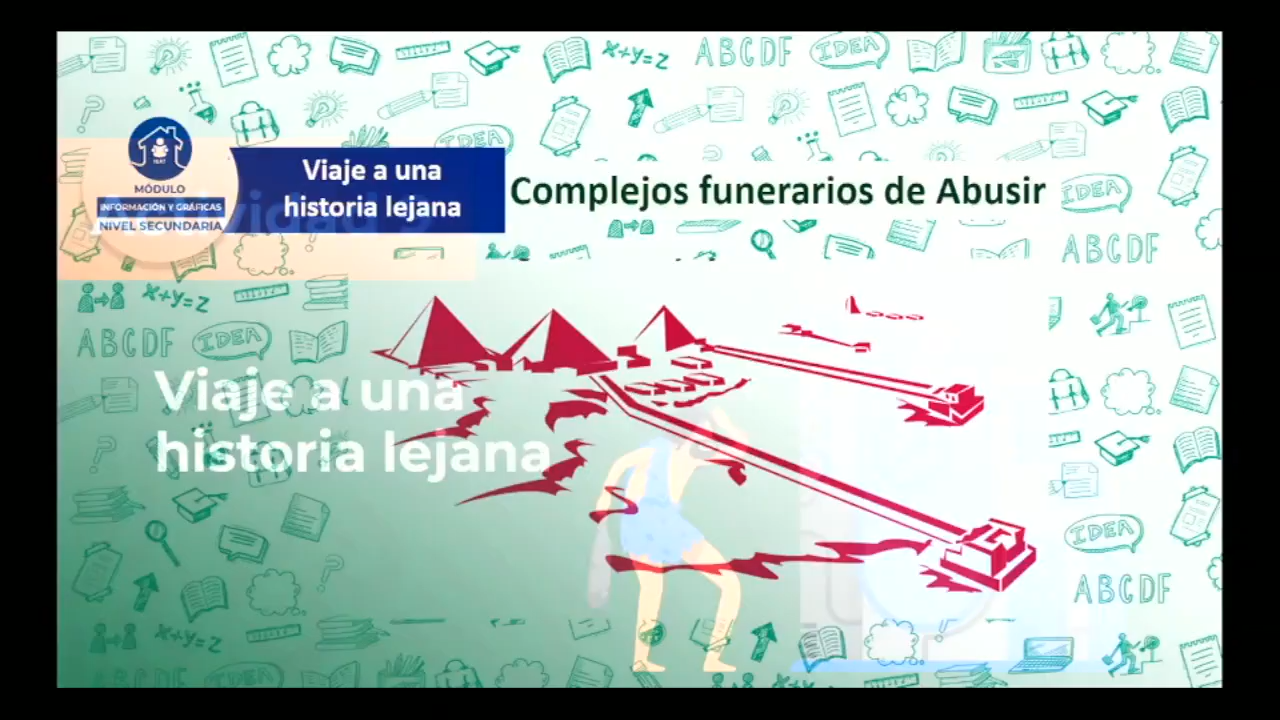 x+y=z
ABCDF
IDEA
IDEA
Viaje a una
historia lejana
MÓDULO
INFORMACIÓN Y GRÁFICAS
NIVEL SECUNDARIA
Complejos funerarios de Abusir
IDEA
ABCDF
x+y=z
ABCDF
IDEA
Viaje a una
historia lejana
IDEA
ABCDF
x+y=z